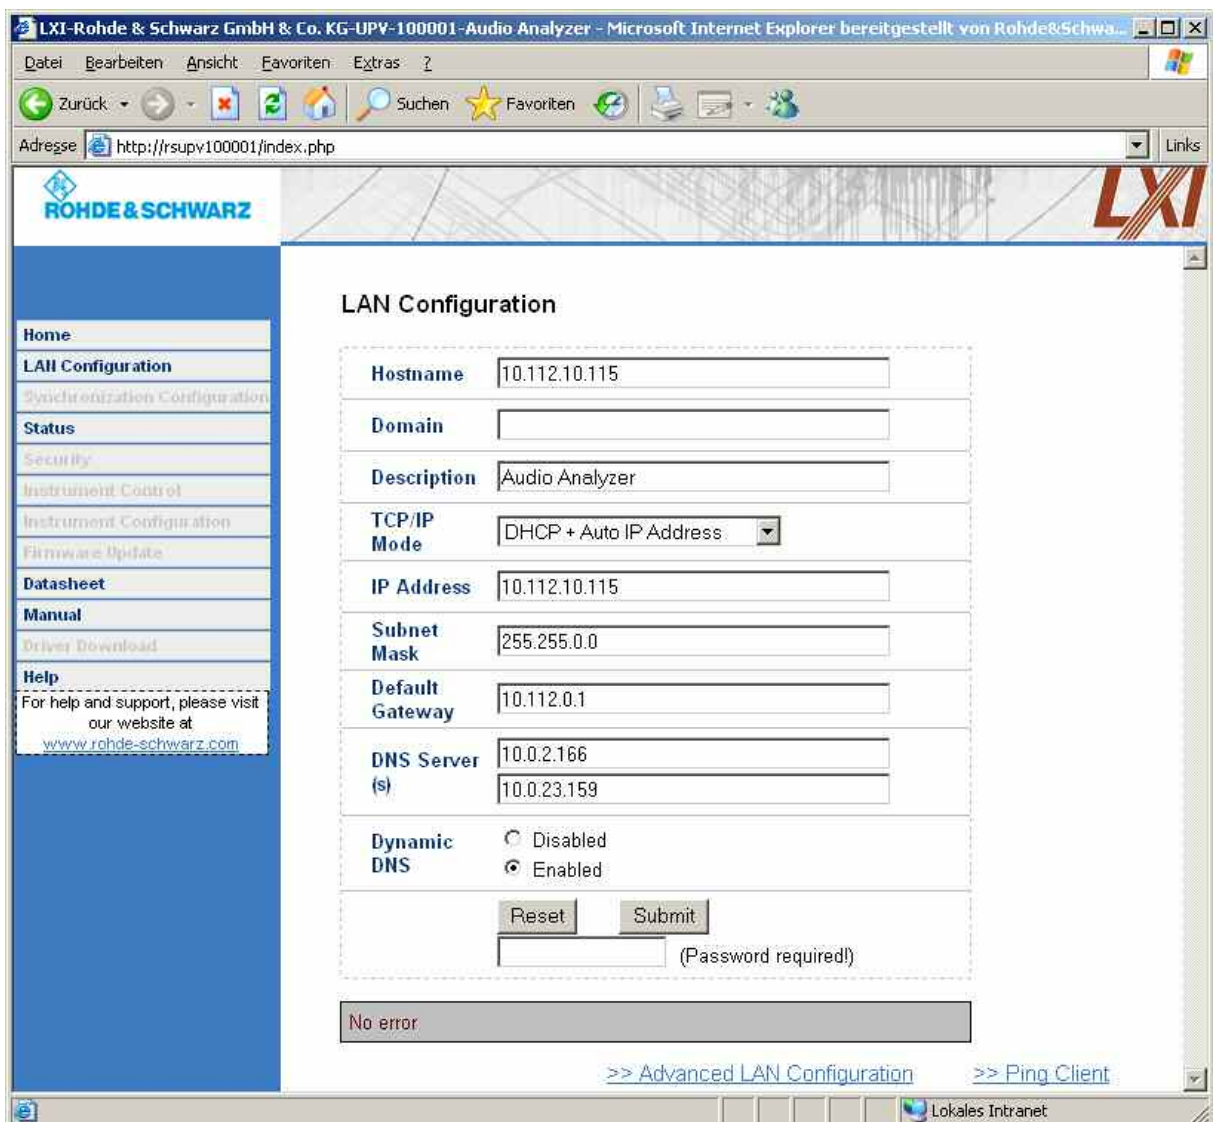 LXI-Rohde & Schwarz GmbH & Co. KG-UPV-100001-Audio Analyzer - Microsoft Internet Explorer bereitgestellt von Rohde&Schwa...
Datei Bearbeiten Ansicht Favoriten Extras ?
Zurück Suchen Favoriten
Adresse http://rsupv100001/index.php Links
ROHDE&SCHWARZ LXI
LAN Configuration
Home
LAN Configuration
Synchronization Configuration
Status
Security
Instrument Control
Instrument Configuration
Firmware Update
Datasheet
Manual
Driver Download
Help
For help and support, please visit
our website at
www.rohde-schwarz.com
Hostname 10.112.10.115
Domain
Description Audio Analyzer
TCP/IP
Mode
DHCP + Auto IP Address
IP Address 10.112.10.115
Subnet
Mask
255.255.0.0
Default
Gateway
10.112.0.1
DNS Server
(s)
10.0.2.166
10.0.23.159
Dynamic
DNS
Disabled
Enabled
Reset Submit
(Password required!)
No error
>> Advanced LAN Configuration >> Ping Client
Lokales Intranet